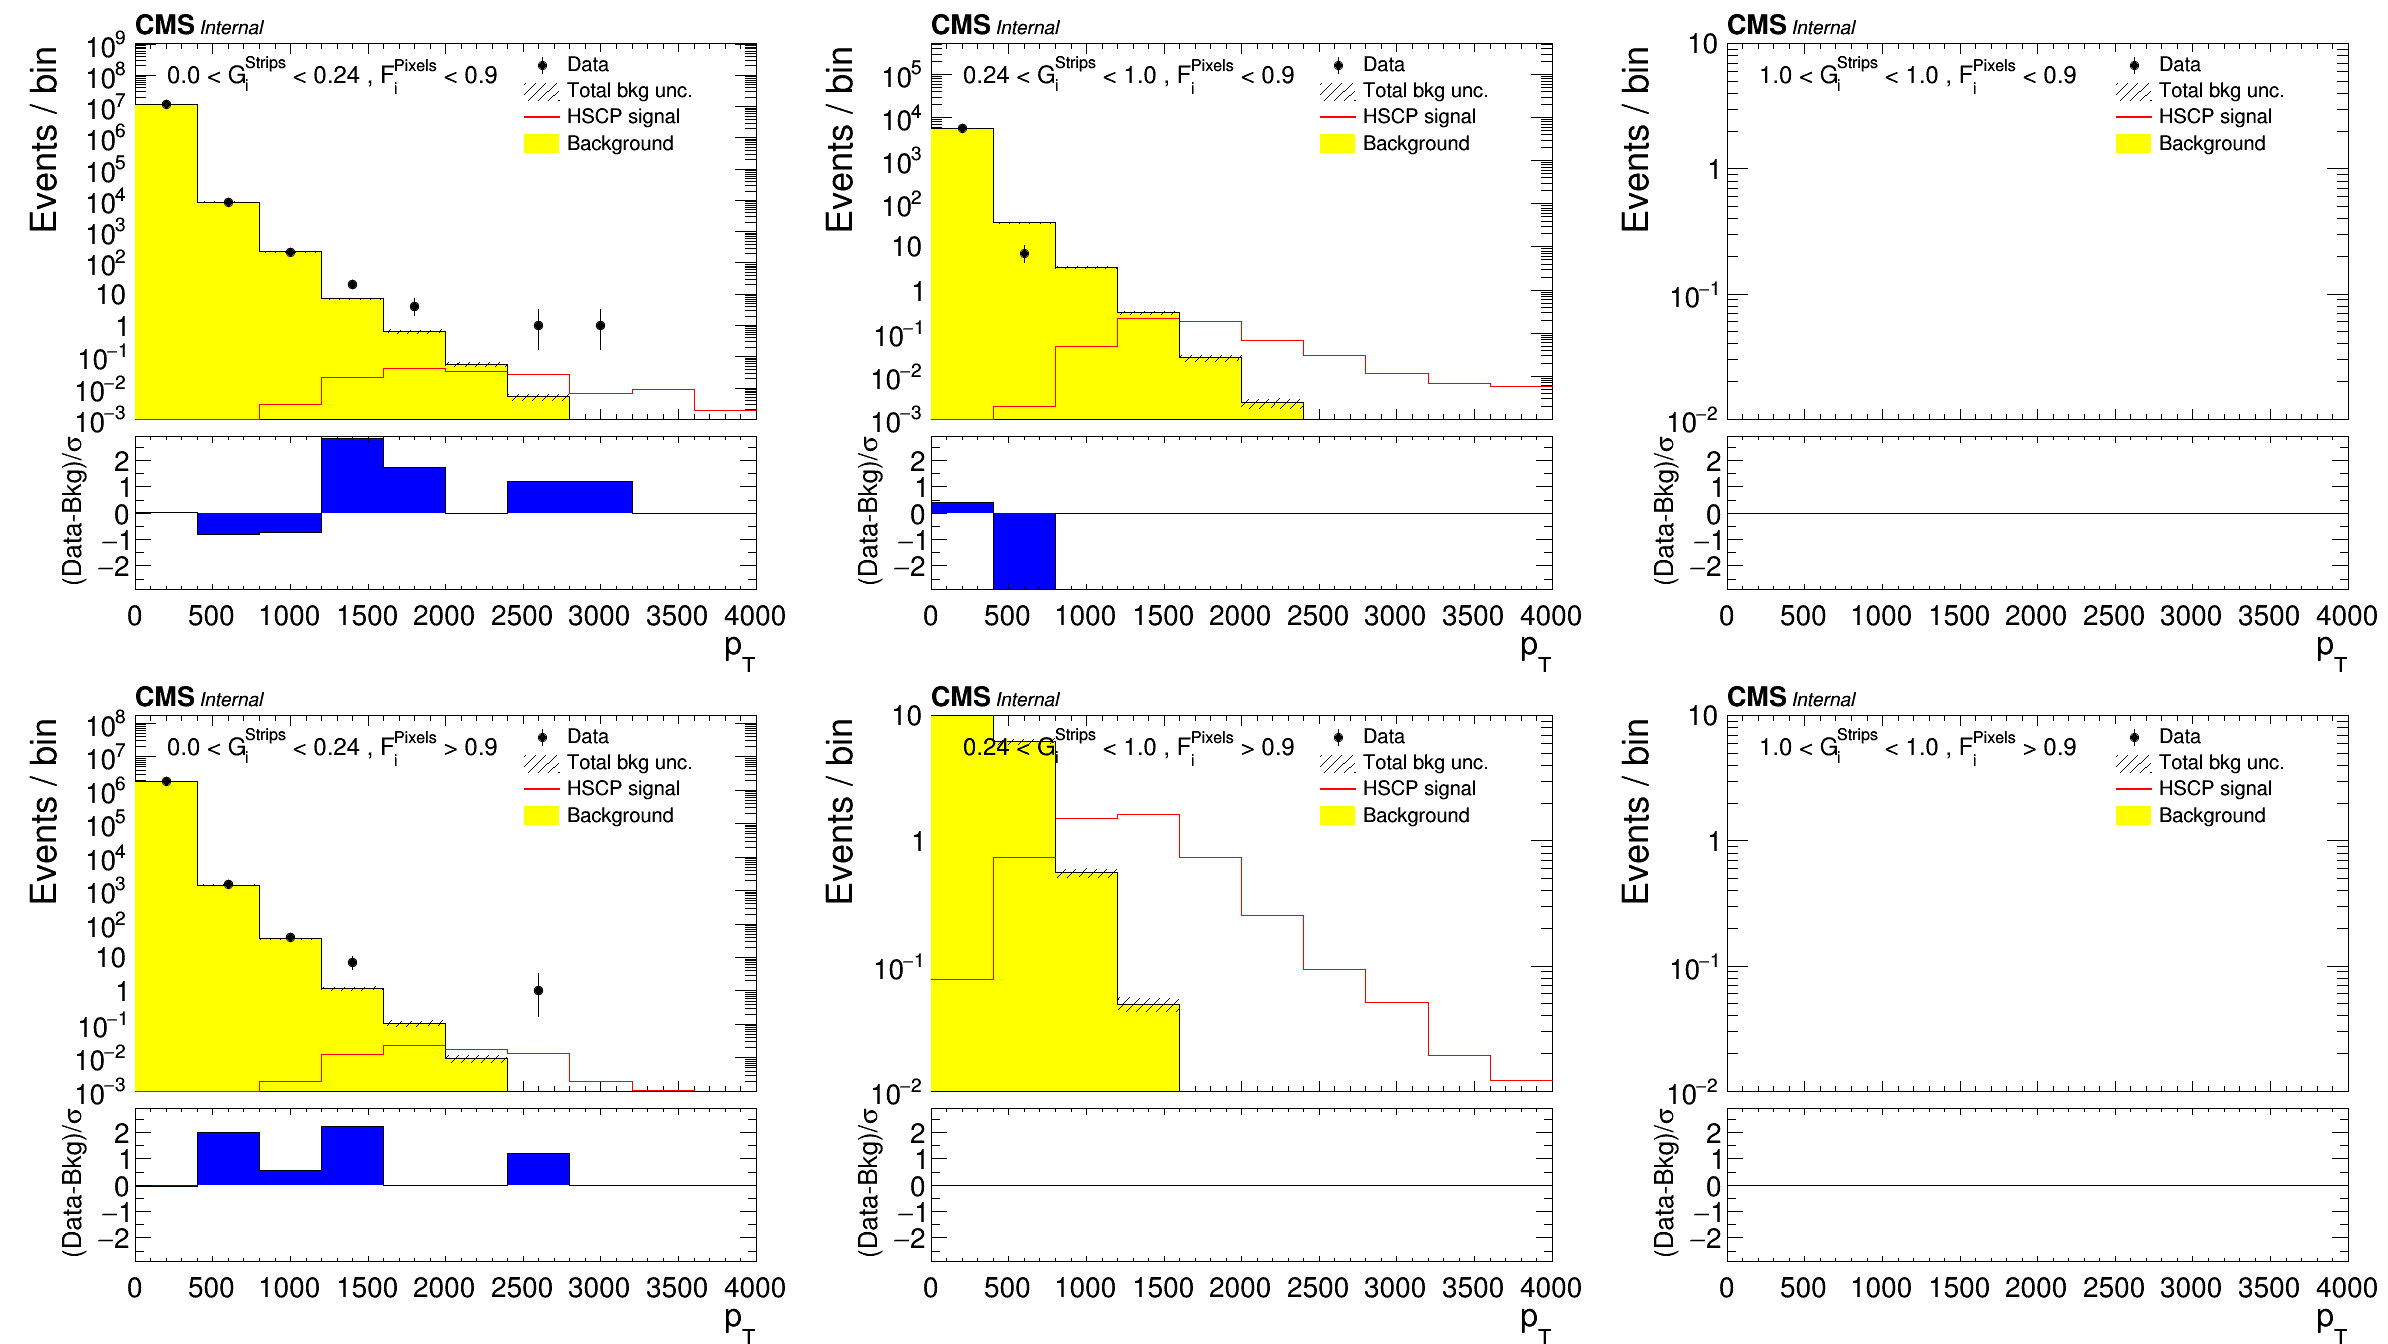 CMS Internal
Events / bin
0.0 < G_i^Strips < 0.24 , F_i^Pixels < 0.9
Data
Total bkg unc.
HSCP signal
Background
10^9
10^8
10^7
10^6
10^5
10^4
10^3
10^2
10
1
10^−1
10^−2
10^−3
(Data-Bkg)/σ
2
1
0
−1
−2
0 500 1000 1500 2000 2500 3000 3500 4000
p_T
CMS Internal
Events / bin
0.24 < G_i^Strips < 1.0 , F_i^Pixels < 0.9
Data
Total bkg unc.
HSCP signal
Background
10^5
10^4
10^3
10^2
10
1
10^−1
10^−2
10^−3
(Data-Bkg)/σ
2
1
0
−1
−2
0 500 1000 1500 2000 2500 3000 3500 4000
p_T
CMS Internal
Events / bin
1.0 < G_i^Strips < 1.0 , F_i^Pixels < 0.9
Data
Total bkg unc.
HSCP signal
Background
10
1
10^−1
10^−2
(Data-Bkg)/σ
2
1
0
−1
−2
0 500 1000 1500 2000 2500 3000 3500 4000
p_T
CMS Internal
Events / bin
0.0 < G_i^Strips < 0.24 , F_i^Pixels > 0.9
Data
Total bkg unc.
HSCP signal
Background
10^8
10^7
10^6
10^5
10^4
10^3
10^2
10
1
10^−1
10^−2
10^−3
(Data-Bkg)/σ
2
1
0
−1
−2
0 500 1000 1500 2000 2500 3000 3500 4000
p_T
CMS Internal
Events / bin
0.24 < G_i^Strips < 1.0 , F_i^Pixels > 0.9
Data
Total bkg unc.
HSCP signal
Background
10
1
10^−1
10^−2
(Data-Bkg)/σ
2
1
0
−1
−2
0 500 1000 1500 2000 2500 3000 3500 4000
p_T
CMS Internal
Events / bin
1.0 < G_i^Strips < 1.0 , F_i^Pixels > 0.9
Data
Total bkg unc.
HSCP signal
Background
10
1
10^−1
10^−2
(Data-Bkg)/σ
2
1
0
−1
−2
0 500 1000 1500 2000 2500 3000 3500 4000
p_T